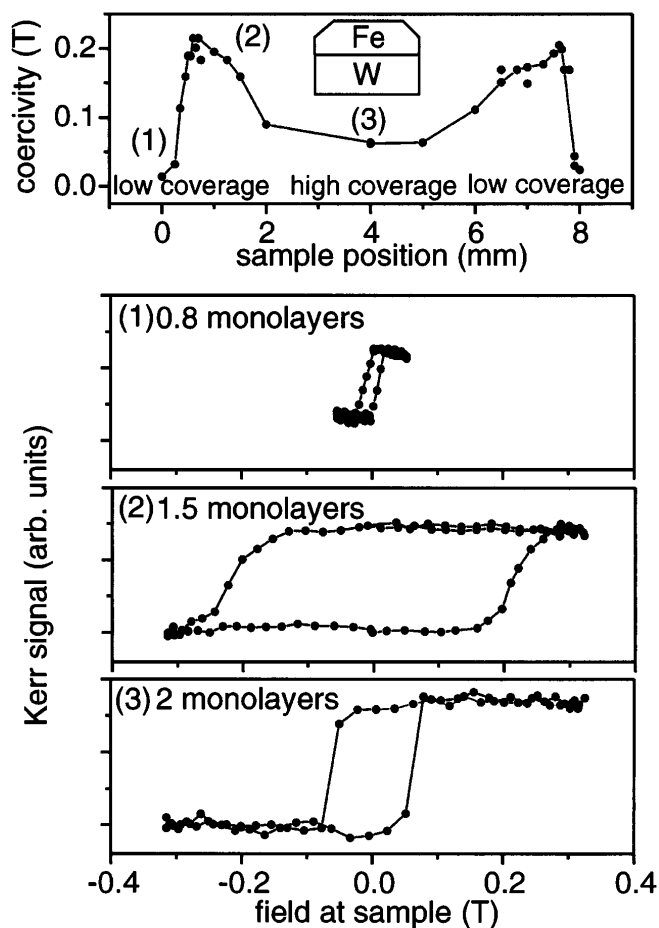 coercivity (T)
0.2
0.1
0.0
(1)
(2)
(3)
Fe
W
low coverage
high coverage
low coverage
0
2
4
6
8
sample position (mm)
Kerr signal (arb. units)
(1) 0.8 monolayers
(2) 1.5 monolayers
(3) 2 monolayers
-0.4
-0.2
0.0
0.2
0.4
field at sample (T)